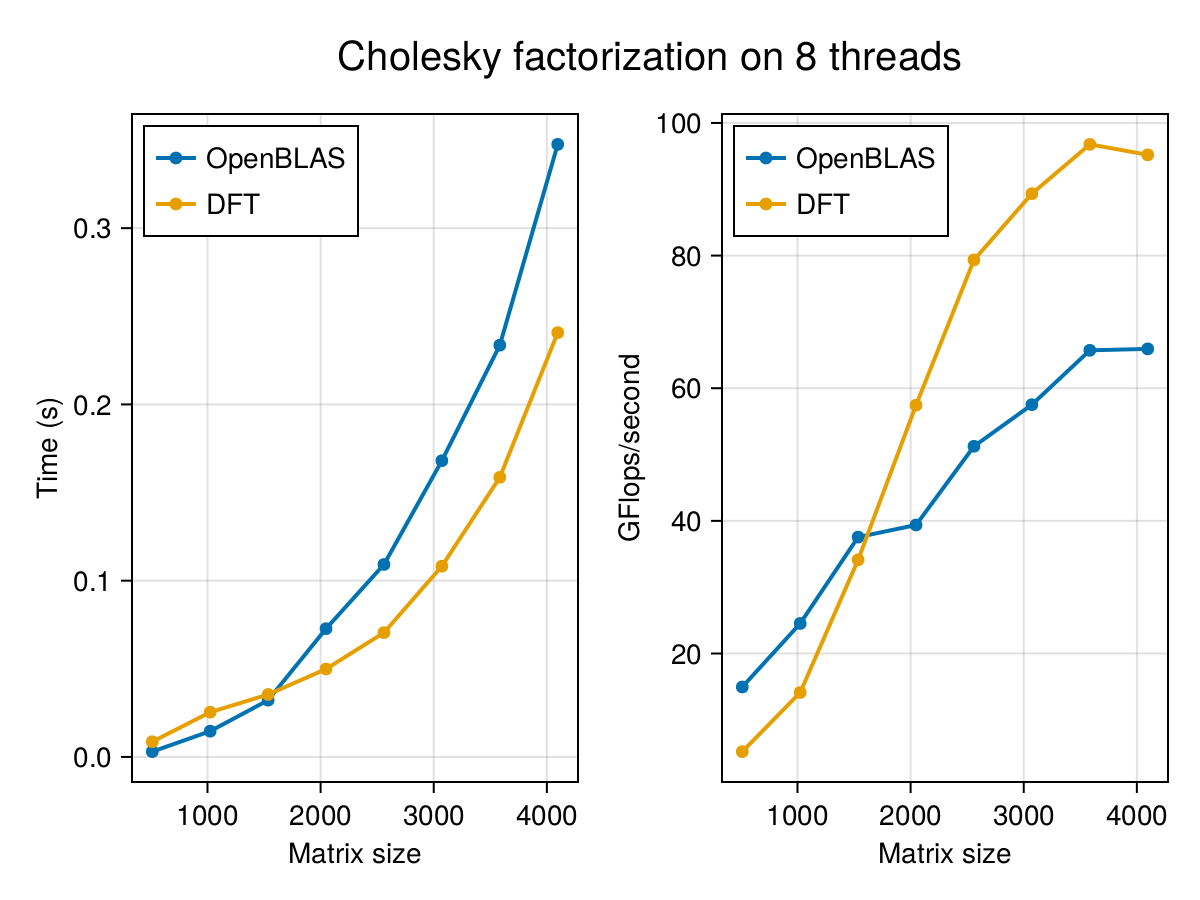 Cholesky factorization on 8 threads
OpenBLAS
DFT
Time (s)
0.3
0.2
0.1
0.0
1000 2000 3000 4000
Matrix size
OpenBLAS
DFT
GFlops/second
100
80
60
40
20
1000 2000 3000 4000
Matrix size